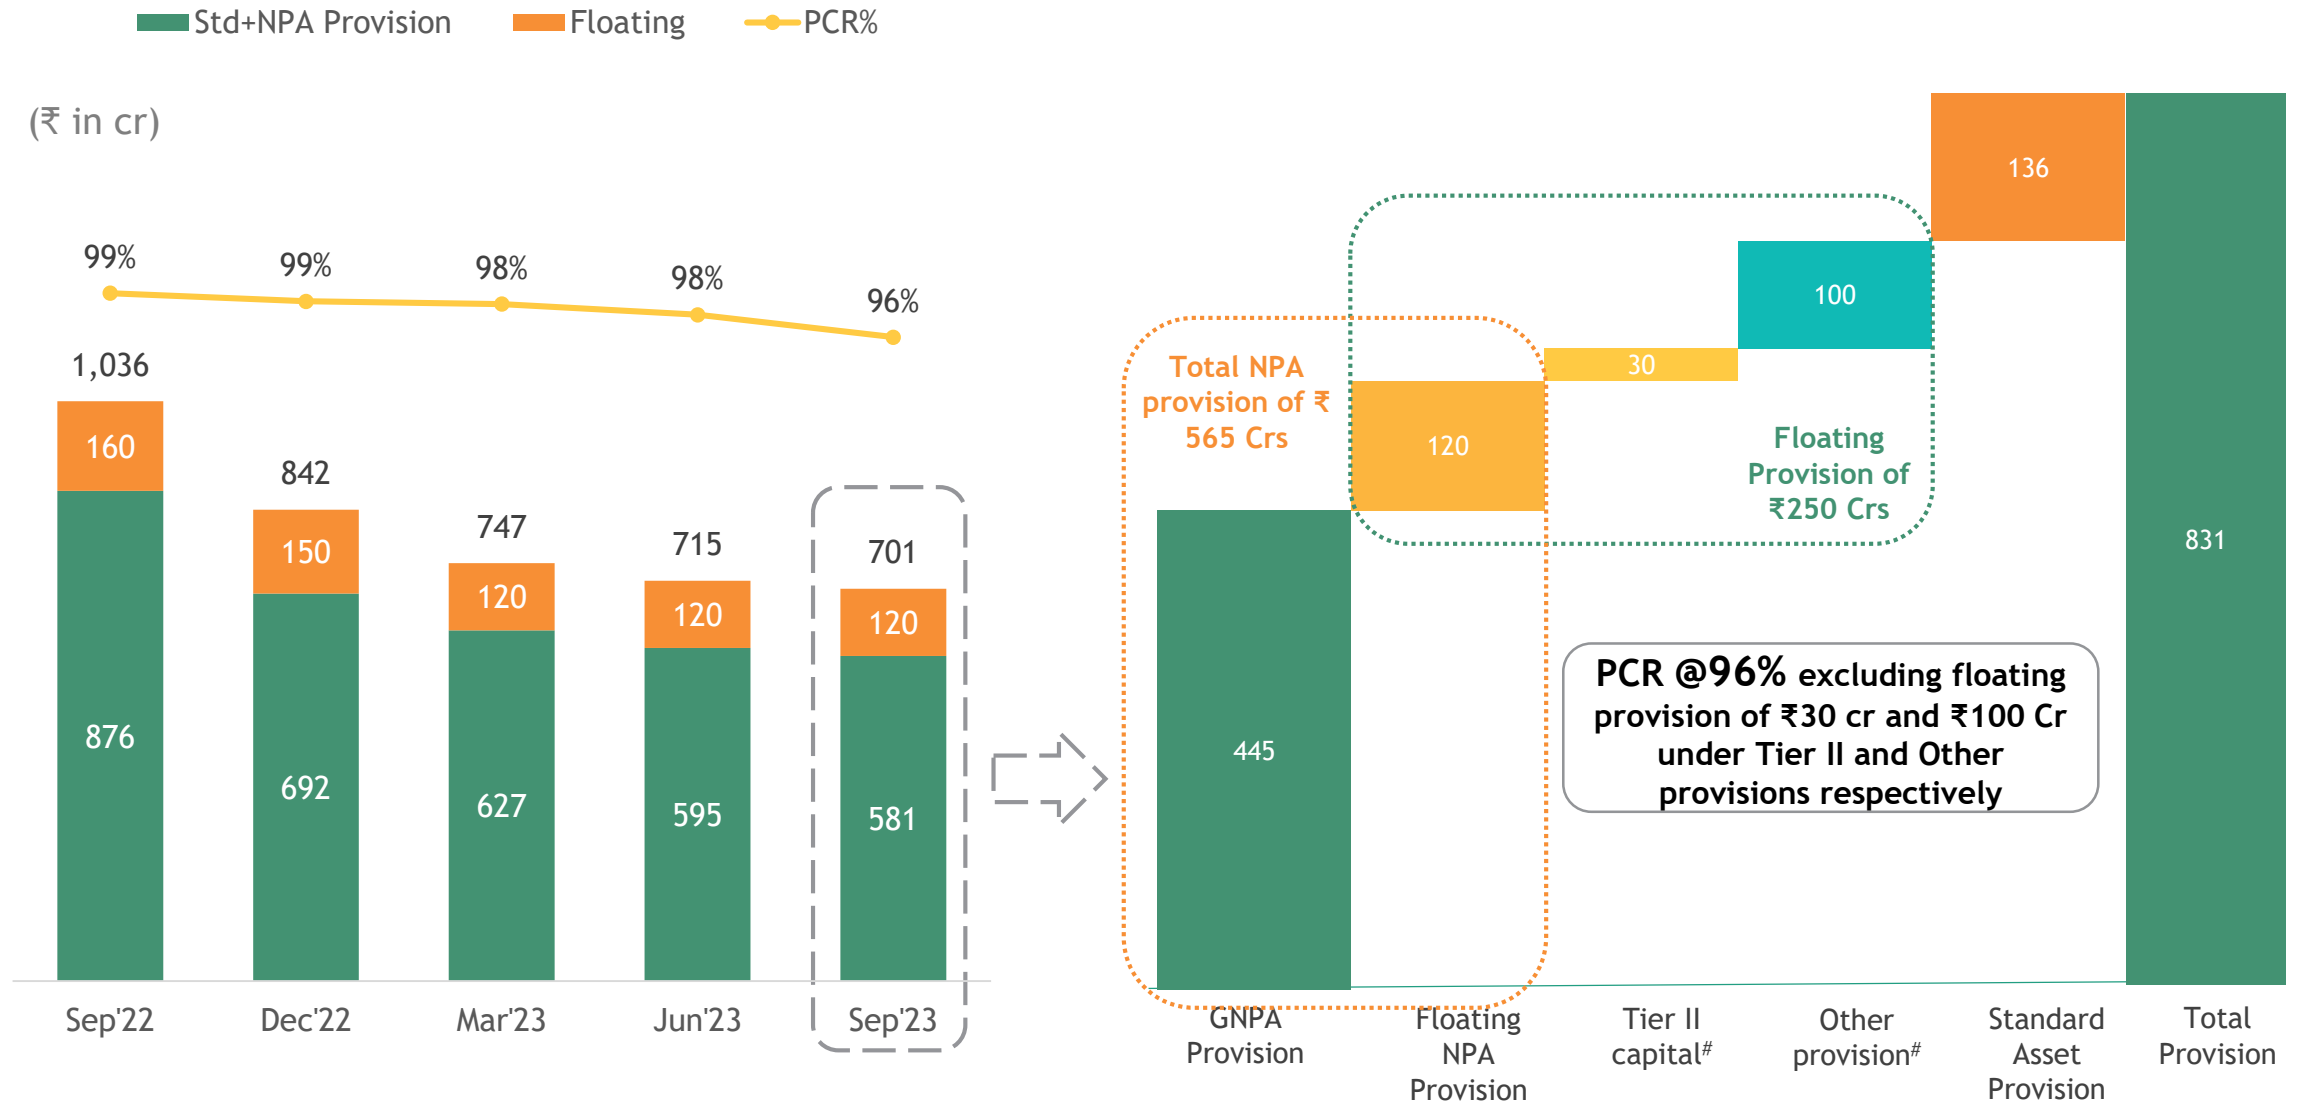 Std+NPA Provision
Floating
PCR%
(₹ in cr)
99%
99%
98%
98%
96%
1,036
842
747
715
701
160
150
120
120
120
876
692
627
595
581
Sep'22
Dec'22
Mar'23
Jun'23
Sep'23
Total NPA
provision of ₹
565 Crs
Floating
Provision of
₹250 Crs
445
120
30
100
136
831
PCR @96% excluding floating
provision of ₹30 cr and ₹100 Cr
under Tier II and Other
provisions respectively
GNPA
Provision
Floating
NPA
Provision
Tier II
capital#
Other
provision#
Standard
Asset
Provision
Total
Provision